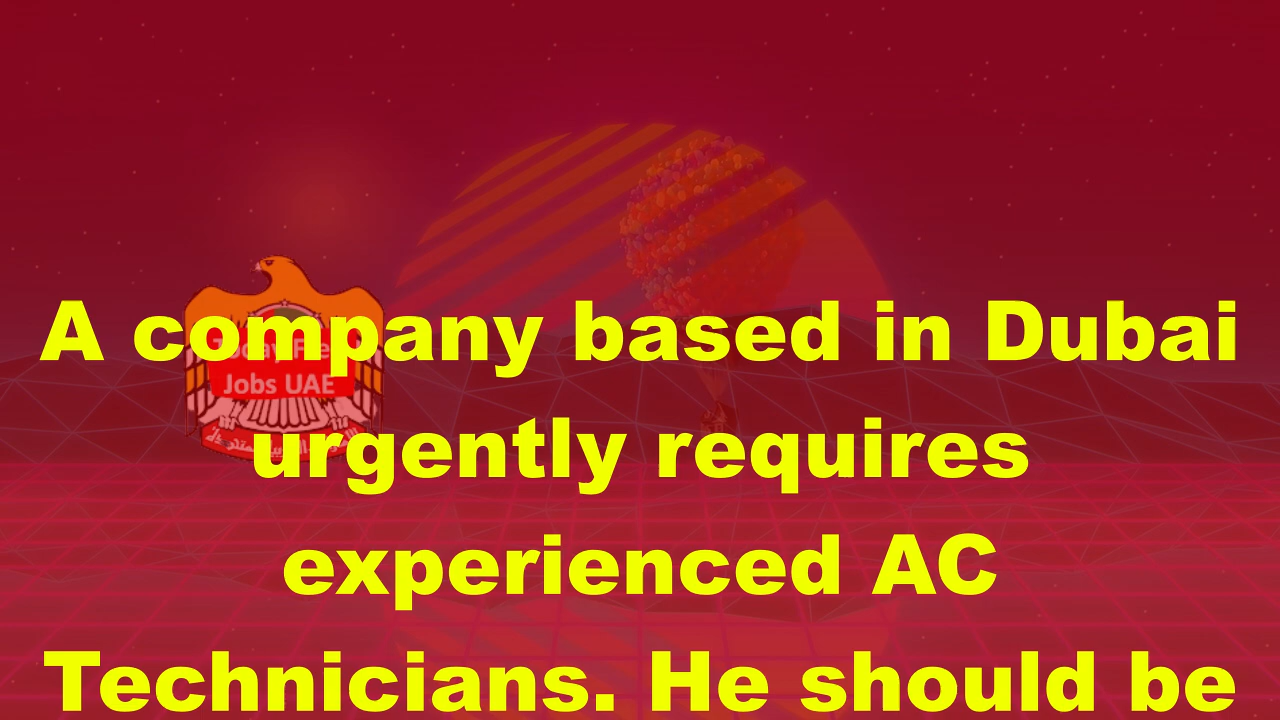 A company based in Dubai
Jobs UAE
urgently requires
experienced AC
Technicians. He should be